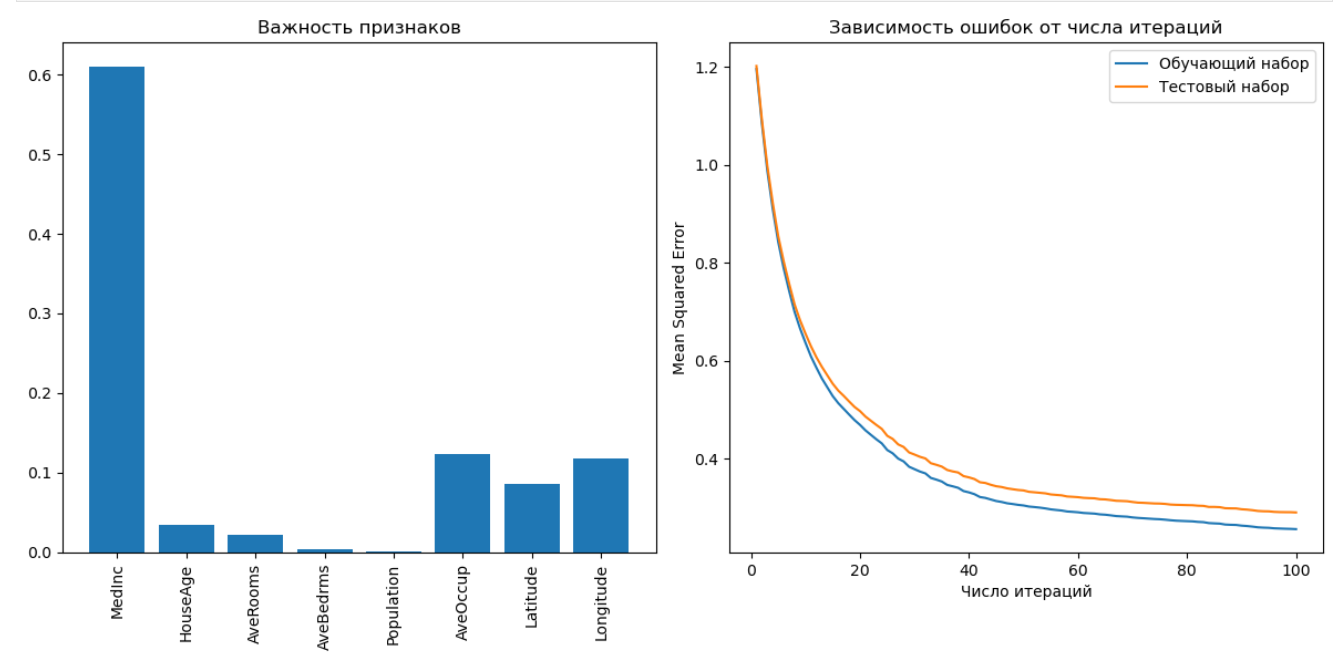 Важность признаков
0.6
0.5
0.4
0.3
0.2
0.1
0.0
MedInc
HouseAge
AveRooms
AveBedrms
Population
AveOccup
Latitude
Longitude
Зависимость ошибок от числа итераций
Mean Squared Error
1.2
1.0
0.8
0.6
0.4
Обучающий набор
Тестовый набор
0 20 40 60 80 100
Число итераций